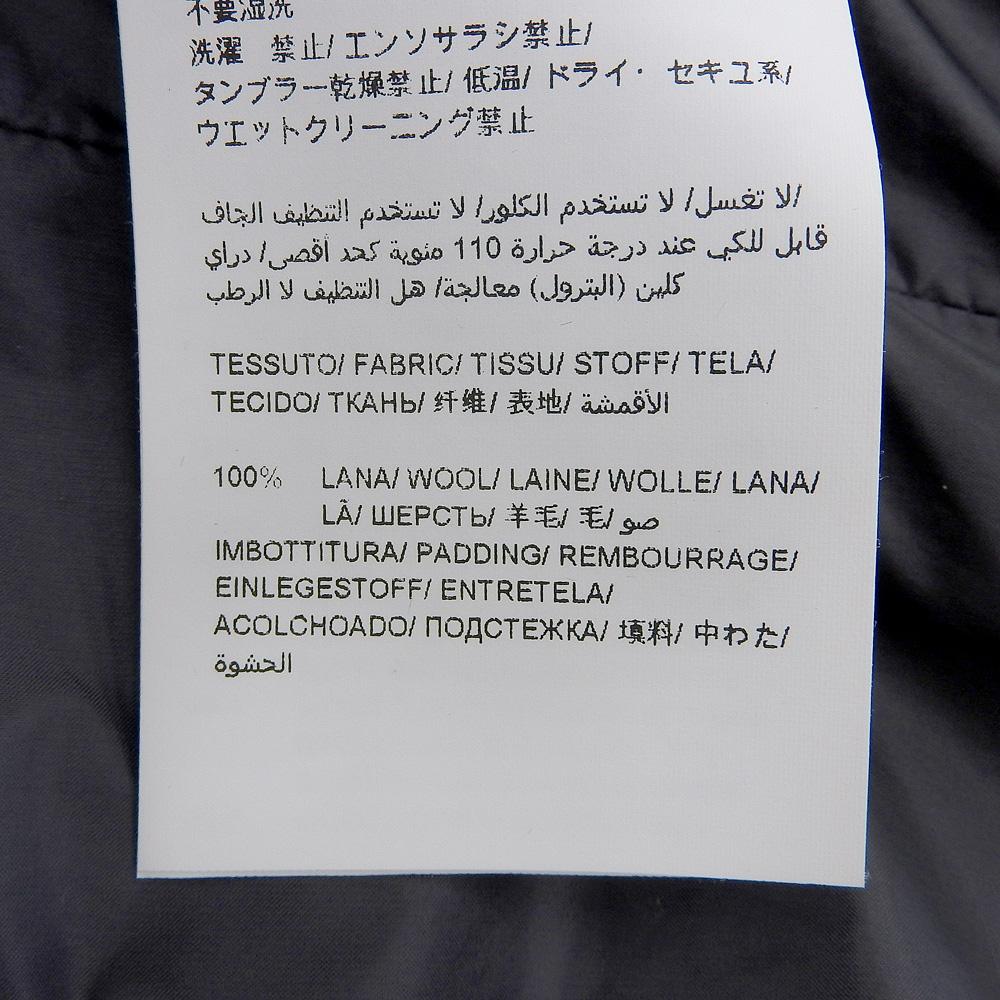 不要湿洗
洗濯 禁止/ エンソサラシ禁止/
タンブラー乾燥禁止/ 低温/ ドライ· セキユ系/
ウエットクリーニング禁止
/لا تغسل/ لا تستخدم الكلور/ لا تستخدم التنظيف الجاف
قابل للكي عند درجة حرارة 110 مئوية كحد أقصى/ دراي
كلين (البترول) معالجة/ هل التنظيف لا الرطب
TESSUTO/ FABRIC/ TISSU/ STOFF/ TELA/
TECIDO/ ТКАНЬ/ 纤维/ 表地/ الأقمشة
100% LANA/ WOOL/ LAINE/ WOLLE/ LANA/
LÃ/ ШЕРСТЬ/ 羊毛/ 毛/ صو
IMBOTTITURA/ PADDING/ REMBOURRAGE/
EINLEGESTOFF/ ENTRETELA/
ACOLCHOADO/ ПОДСТЕЖКА/ 填料/ 中わた/
الحشوة